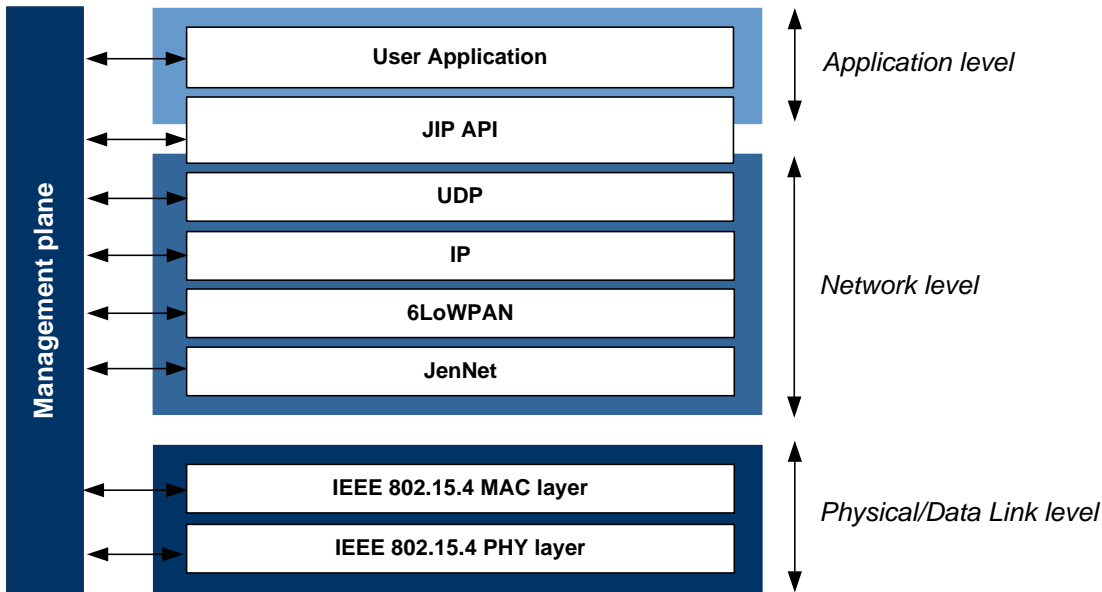 Management plane
User Application
Application level
JIP API
UDP
IP
Network level
6LoWPAN
JenNet
IEEE 802.15.4 MAC layer
Physical/Data Link level
IEEE 802.15.4 PHY layer